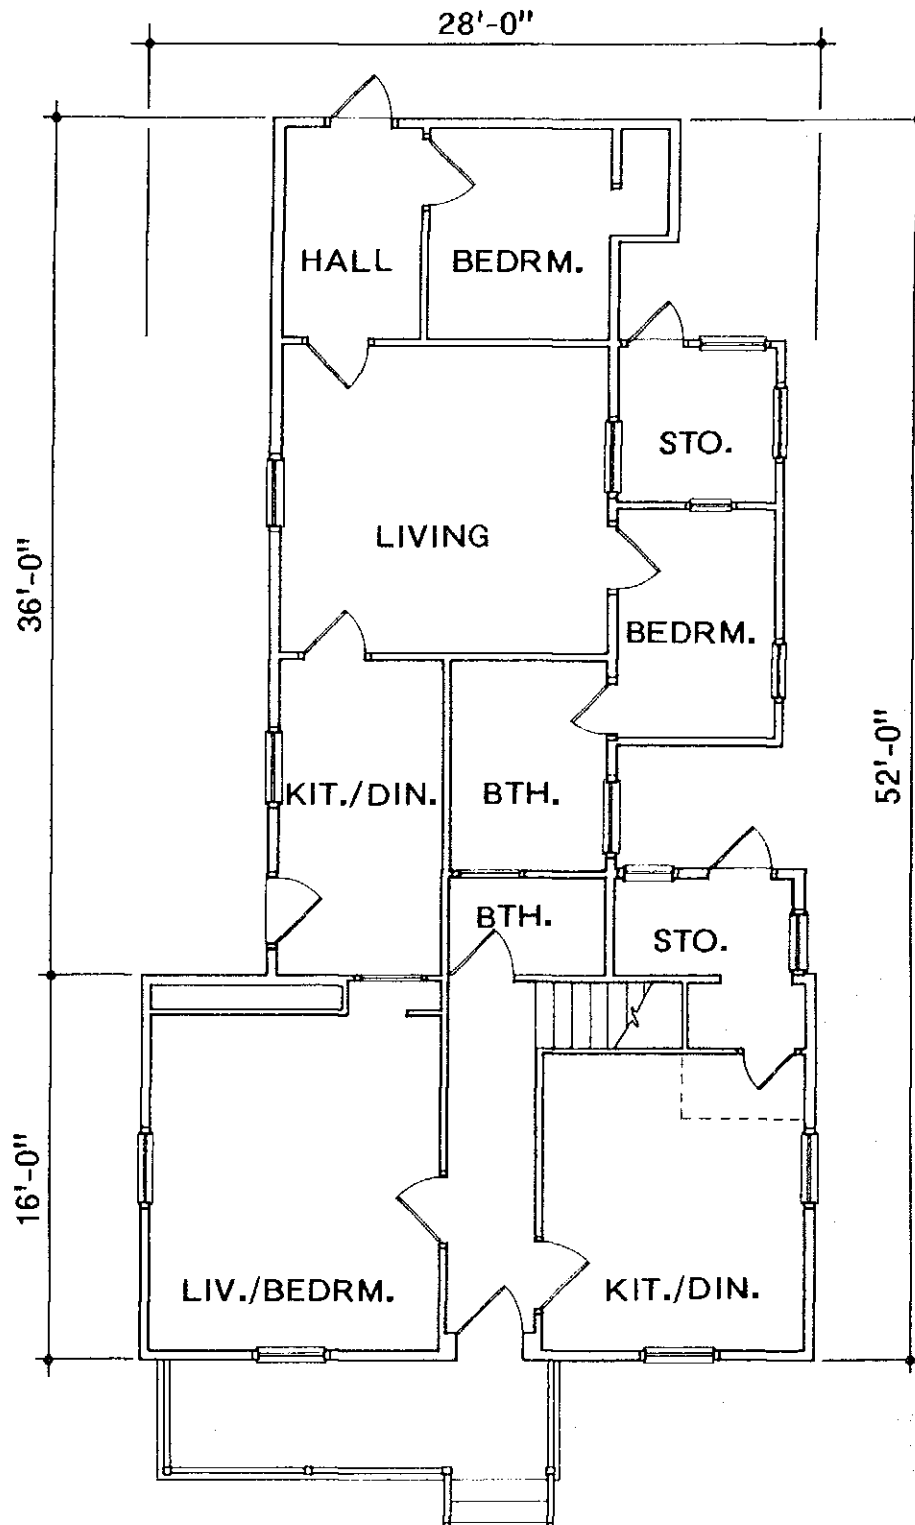 28'-0"
HALL
BEDRM.
STO.
LIVING
36'-0"
BEDRM.
52'-0"
KIT./DIN.
BTH.
BTH.
STO.
16'-0"
LIV./BEDRM.
KIT./DIN.